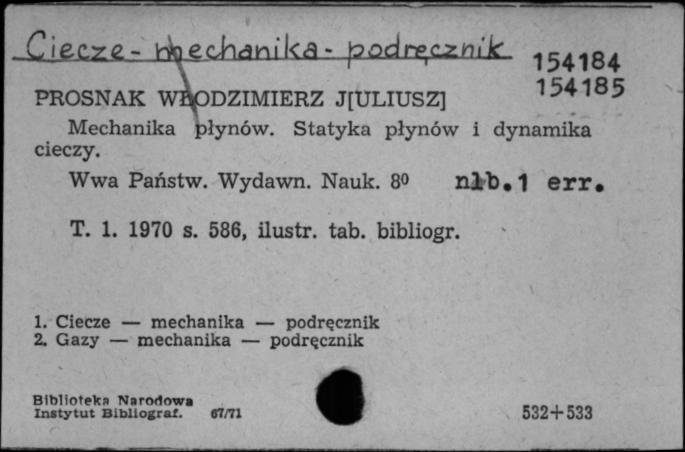 Ciecze - mechanika - podręcznik
154184
154185
PROSNAK WŁODZIMIERZ J[ULIUSZ]
Mechanika płynów. Statyka płynów i dynamika
cieczy.
Wwa Państw. Wydawn. Nauk. 8⁰ nlb.1 err.
T. 1. 1970 s. 586, ilustr. tab. bibliogr.
1. Ciecze — mechanika — podręcznik
2. Gazy — mechanika — podręcznik
Biblioteka Narodowa
Instytut Bibliograf. 67/71
532+533